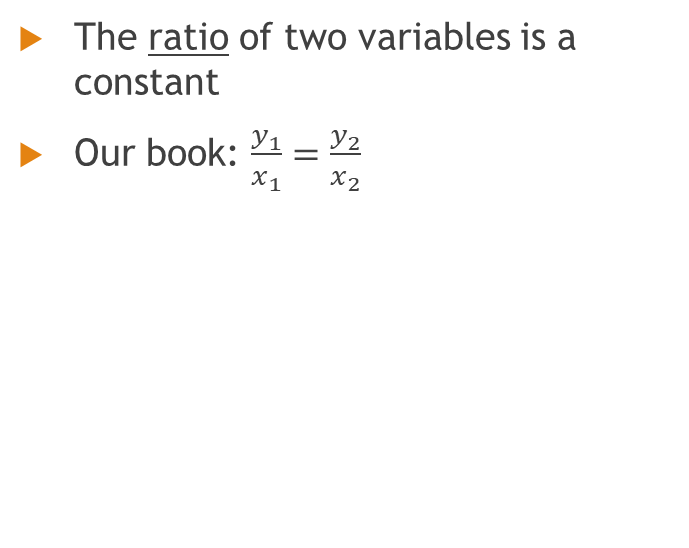 The ratio of two variables is a
constant
Our book: y₁/x₁ = y₂/x₂